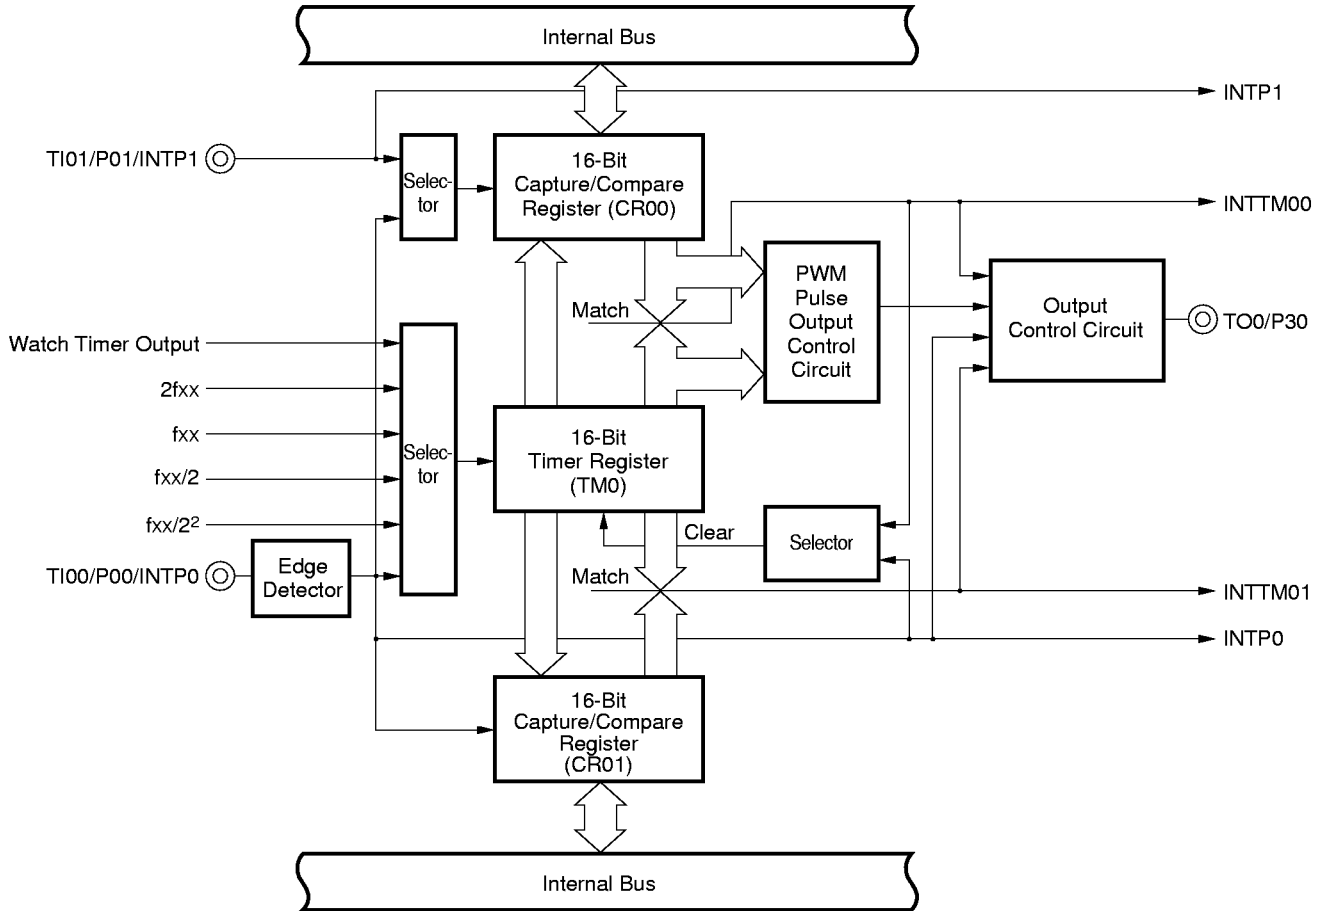 Internal Bus
INTP1
TI01/P01/INTP1
Selec-
tor
16-Bit
Capture/Compare
Register (CR00)
INTTM00
PWM
Pulse
Output
Control
Circuit
Output
Control Circuit
TO0/P30
Match
Watch Timer Output
2fxx
fxx
fxx/2
fxx/2²
Selec-
tor
16-Bit
Timer Register
(TM0)
Clear
Selector
TI00/P00/INTP0
Edge
Detector
Match
INTTM01
INTP0
16-Bit
Capture/Compare
Register
(CR01)
Internal Bus